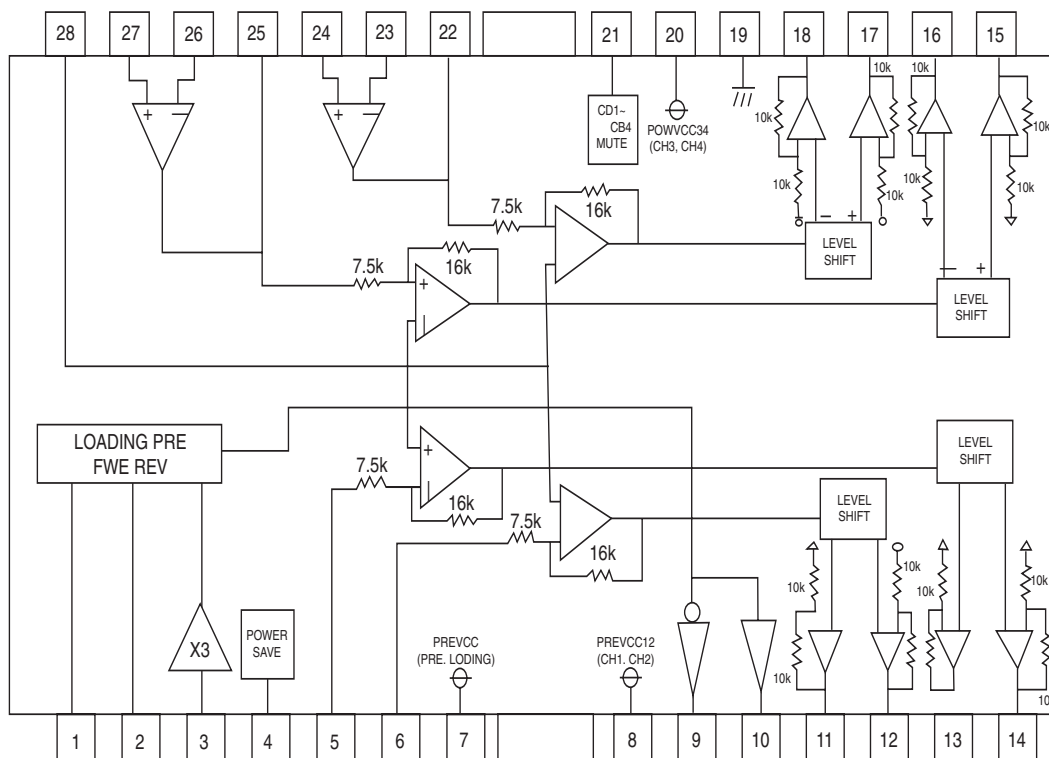 28 27 26 25 24 23 22 21 20 19 18 17 16 15
+ − + −
CD1~
CB4
MUTE
POWVCC34
(CH3, CH4)
10k 10k
10k 10k 10k 10k
10k 10k 10k 10k
7.5k 16k
− +
LEVEL
SHIFT
7.5k 16k
+
−
− +
LEVEL
SHIFT
LOADING PRE
FWE REV
7.5k
+
−
16k
LEVEL
SHIFT
7.5k
16k
LEVEL
SHIFT
10k 10k 10k 10k
X3
POWER
SAVE
PREVCC
(PRE. LODING)
PREVCC12
(CH1. CH2)
10k 10k 10k 10
1 2 3 4 5 6 7 8 9 10 11 12 13 14